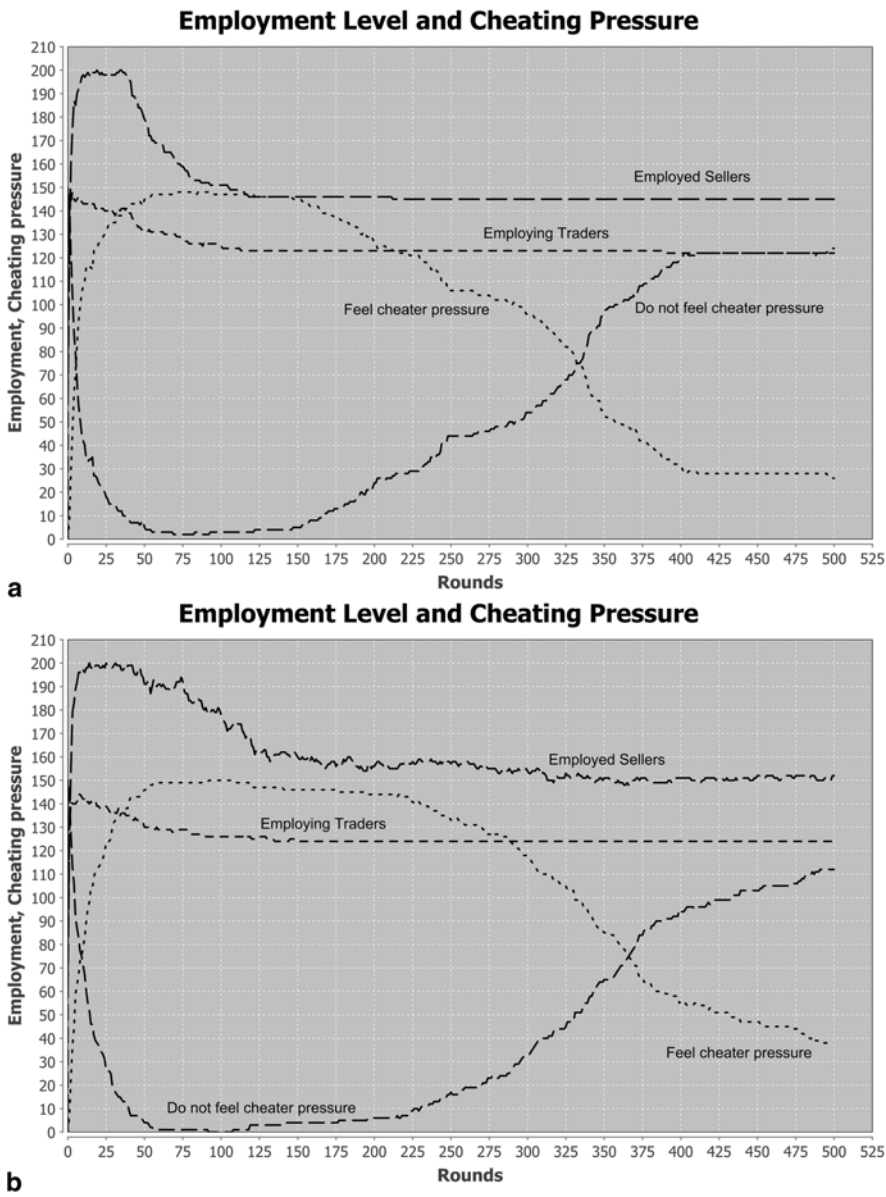 Employment Level and Cheating Pressure
210
200
190
180
170
160
150
140
130
120
110
100
90
80
70
60
50
40
30
20
10
0
Employment, Cheating pressure
Employed Sellers
Employing Traders
Feel cheater pressure
Do not feel cheater pressure
0 25 50 75 100 125 150 175 200 225 250 275 300 325 350 375 400 425 450 475 500 525
Rounds
a
Employment Level and Cheating Pressure
210
200
190
180
170
160
150
140
130
120
110
100
90
80
70
60
50
40
30
20
10
0
Employment, Cheating pressure
Employed Sellers
Employing Traders
Feel cheater pressure
Do not feel cheater pressure
0 25 50 75 100 125 150 175 200 225 250 275 300 325 350 375 400 425 450 475 500 525
Rounds
b